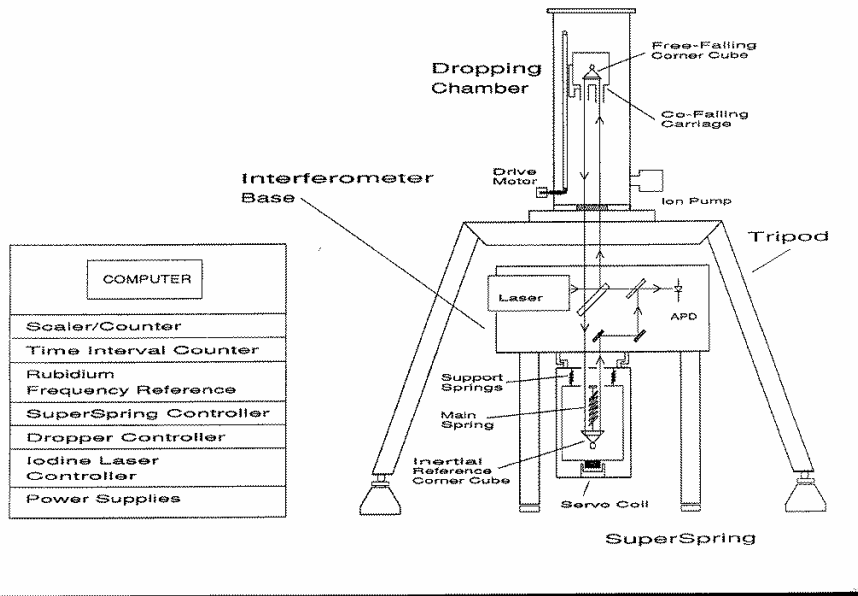 Free-Falling
Corner Cube
Dropping
Chamber
Co-Falling
Carriage
Drive
Motor
Interferometer
Base
Ion Pump
Tripod
COMPUTER
Laser
APD
Scaler/Counter
Time Interval Counter
Rubidium
Frequency Reference
SuperSpring Controller
Dropper Controller
Iodine Laser
Controller
Power Supplies
Support
Springs
Main
Spring
Inertial
Reference
Corner Cube
Servo Coil
SuperSpring